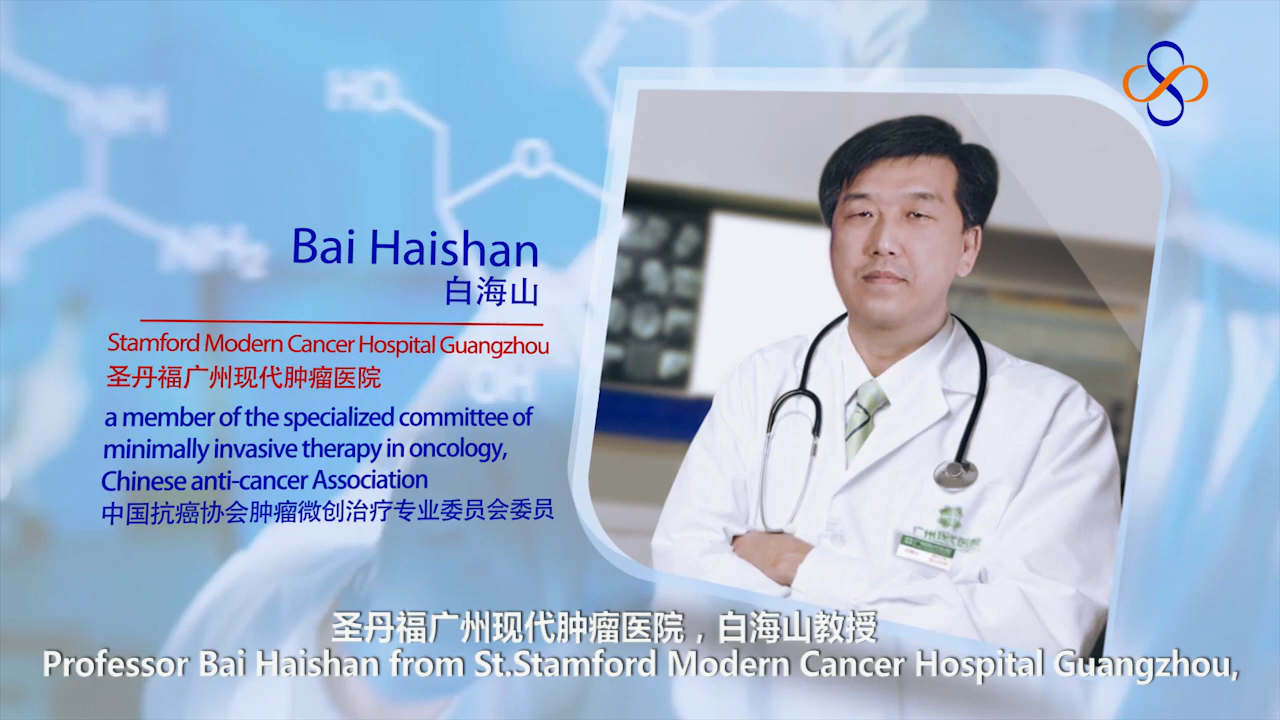 NH
HO
O
NH2
OH
Bai Haishan
白海山
Stamford Modern Cancer Hospital Guangzhou
圣丹福广州现代肿瘤医院
a member of the specialized committee of
minimally invasive therapy in oncology,
Chinese anti-cancer Association
中国抗癌协会肿瘤微创治疗专业委员会委员
圣丹福广州现代肿瘤医院，白海山教授
Professor Bai Haishan from St.Stamford Modern Cancer Hospital Guangzhou,